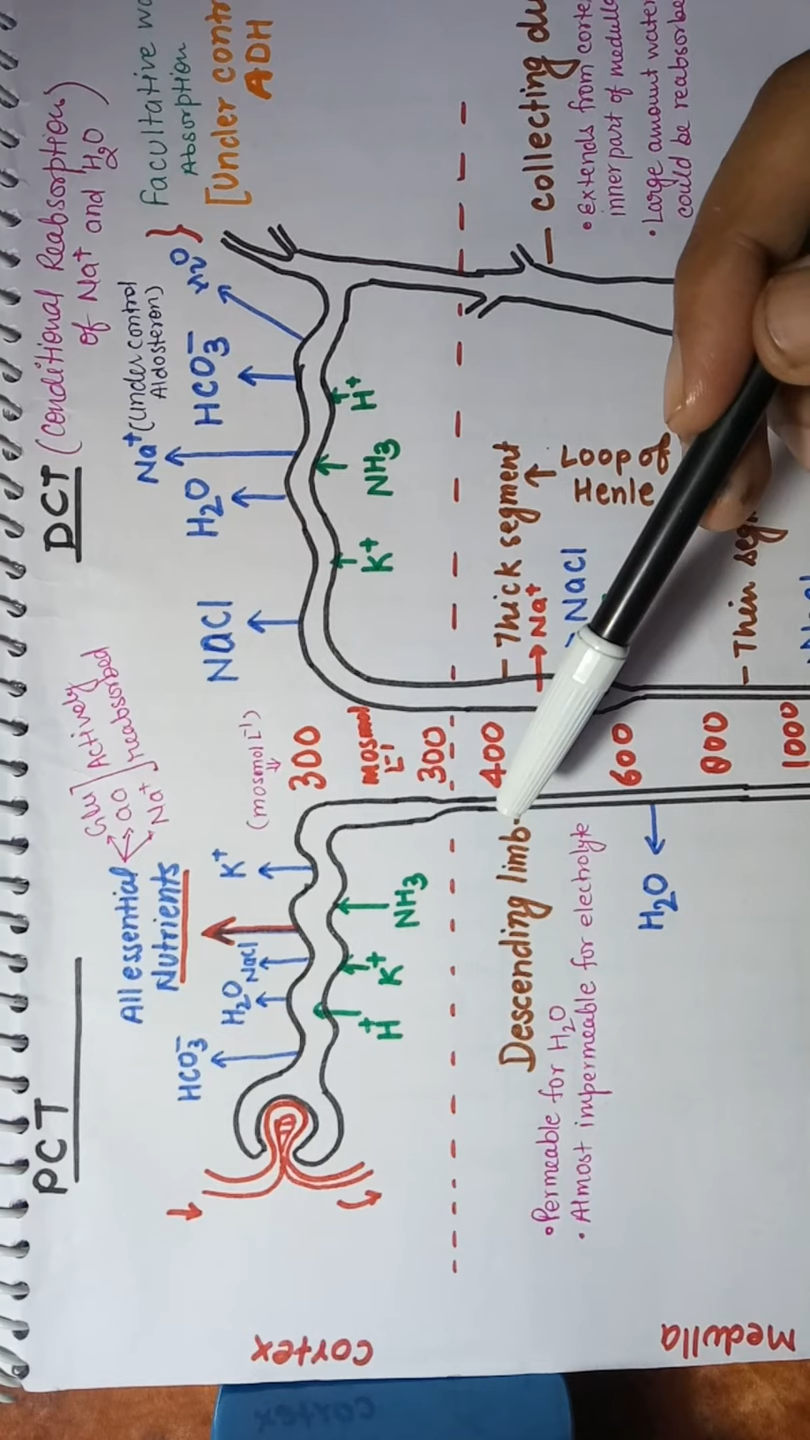 PCT
DCT (Conditional Reabsorption
of Na⁺ and H₂O)
All essential
Nutrients
Glu
aa
Na⁺
Actively
reabsorbed
Na⁺ (Under control
Aldosteron)
Facultative
Absorption
[Under
ADH
HCO₃⁻
H₂O
NaCl
K⁺
NaCl
H₂O
HCO₃⁻
H₂O
(mosmol L⁻¹)
300
mosmol
L⁻¹
300
H⁺
K⁺
NH₃
K⁺
NH₃
H⁺
Cortex
Descending limb
• Permeable for H₂O
• Almost impermeable for electrolyte
H₂O
400
600
800
1000
Thick segment
Na⁺
NaCl
Loop of
Henle
Thin
collecting
• Extends from
inner part of
• Large amount
could be
Medulla